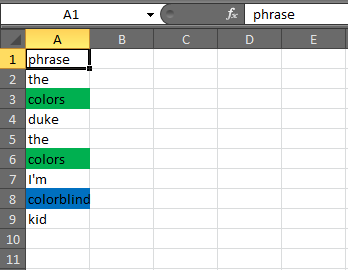 A1 fx phrase
A B C D E
1 phrase
2 the
3 colors
4 duke
5 the
6 colors
7 I'm
8 colorblind
9 kid
10
11